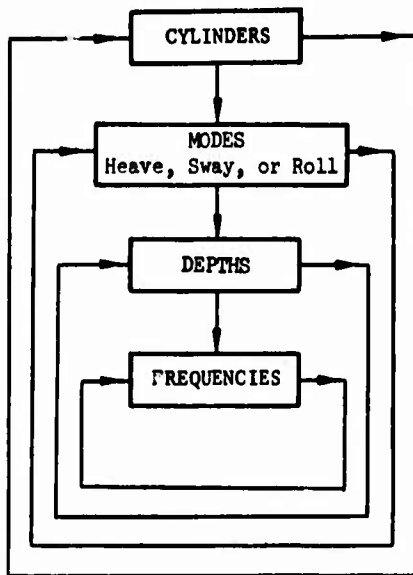 CYLINDERS
MODES
Heave, Sway, or Roll
DEPTHS
FREQUENCIES